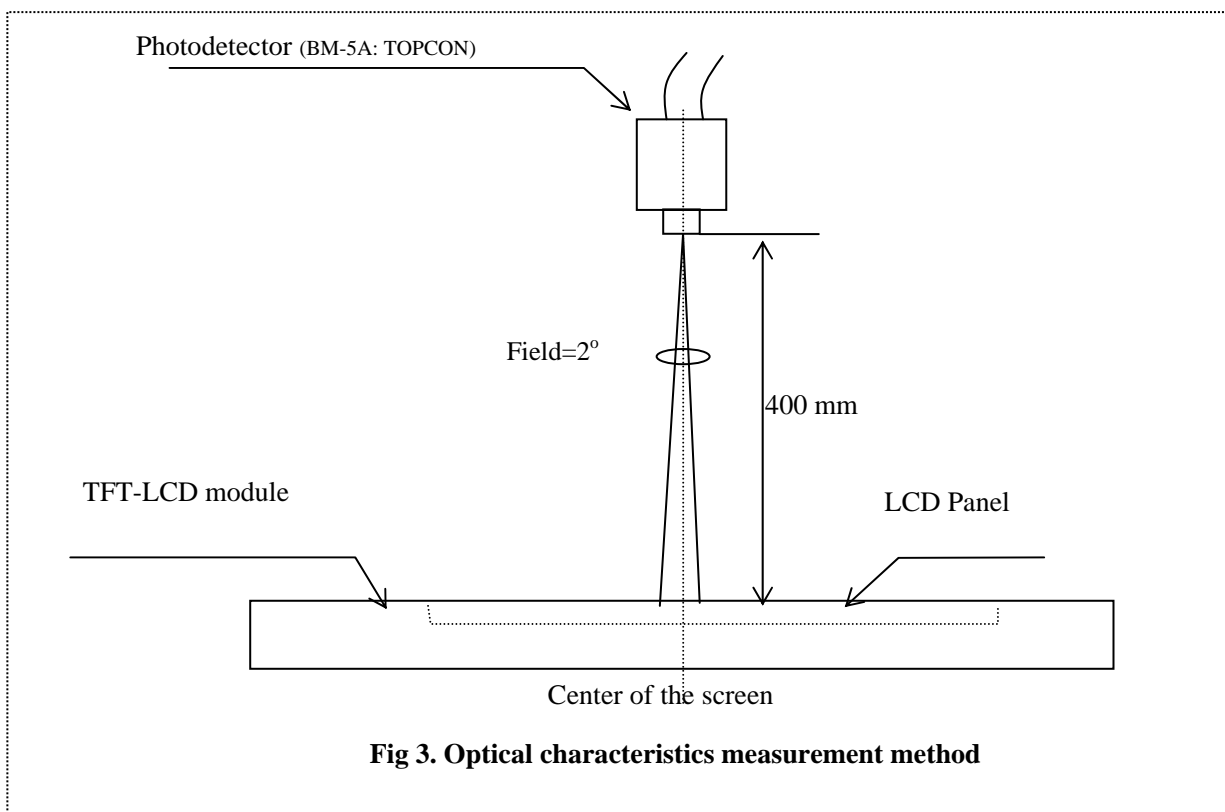 Photodetector (BM-5A: TOPCON)
Field=2°
400 mm
TFT-LCD module
LCD Panel
Center of the screen
Fig 3. Optical characteristics measurement method